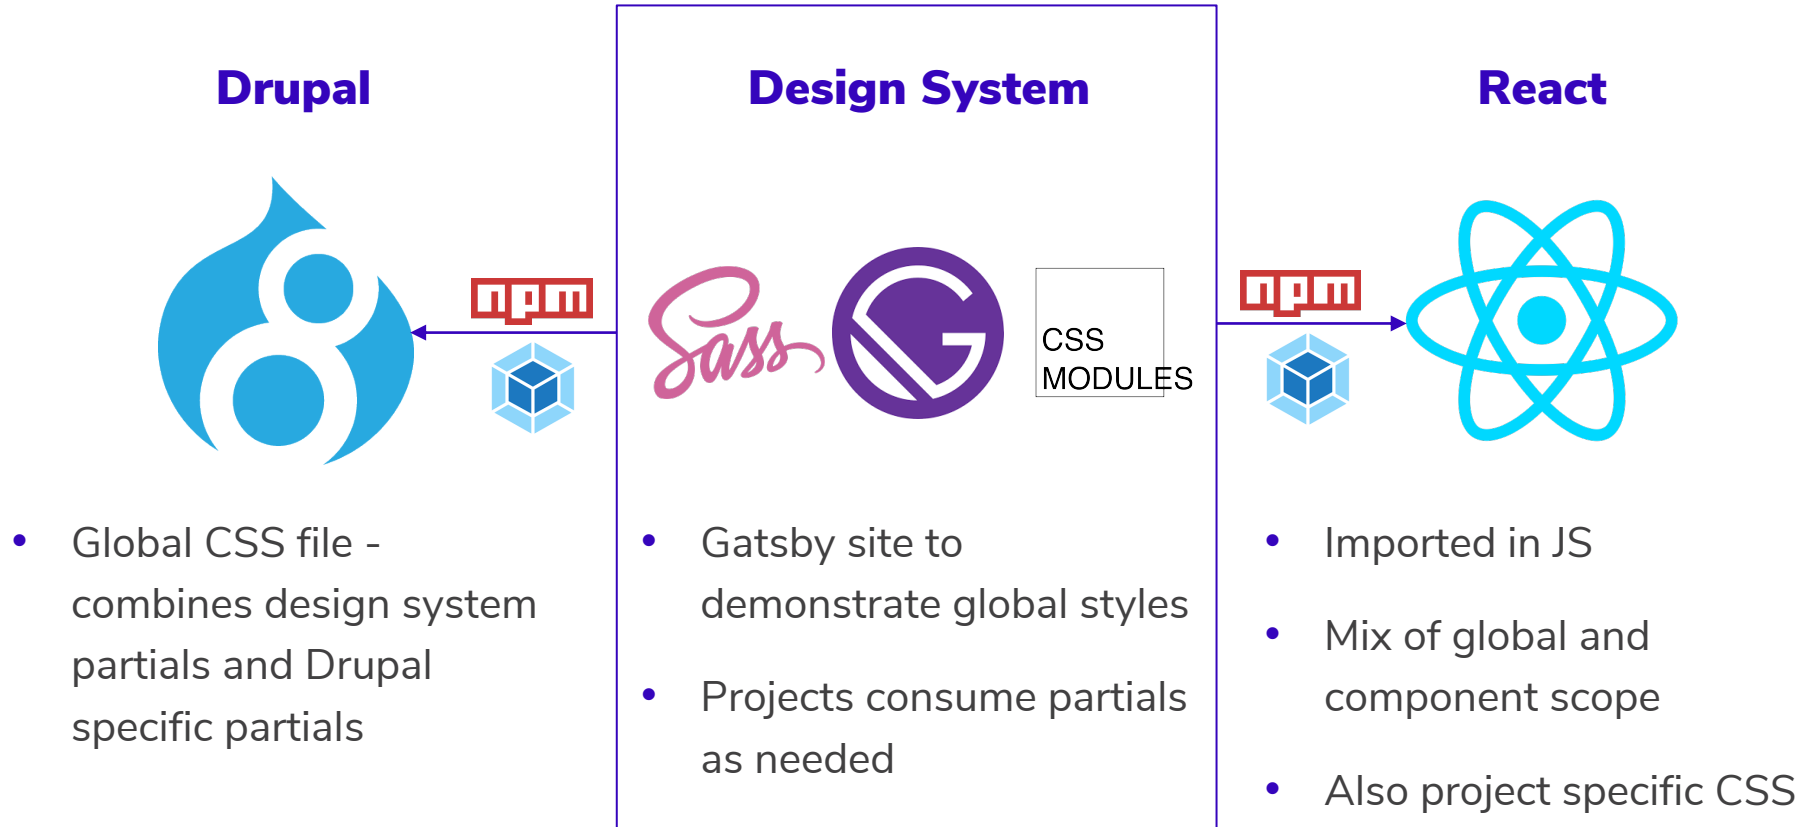 Drupal
Design System
React
npm
Sass
CSS
MODULES
npm
• Global CSS file -
combines design system
partials and Drupal
specific partials
• Gatsby site to
demonstrate global styles
• Projects consume partials
as needed
• Imported in JS
• Mix of global and
component scope
• Also project specific CSS